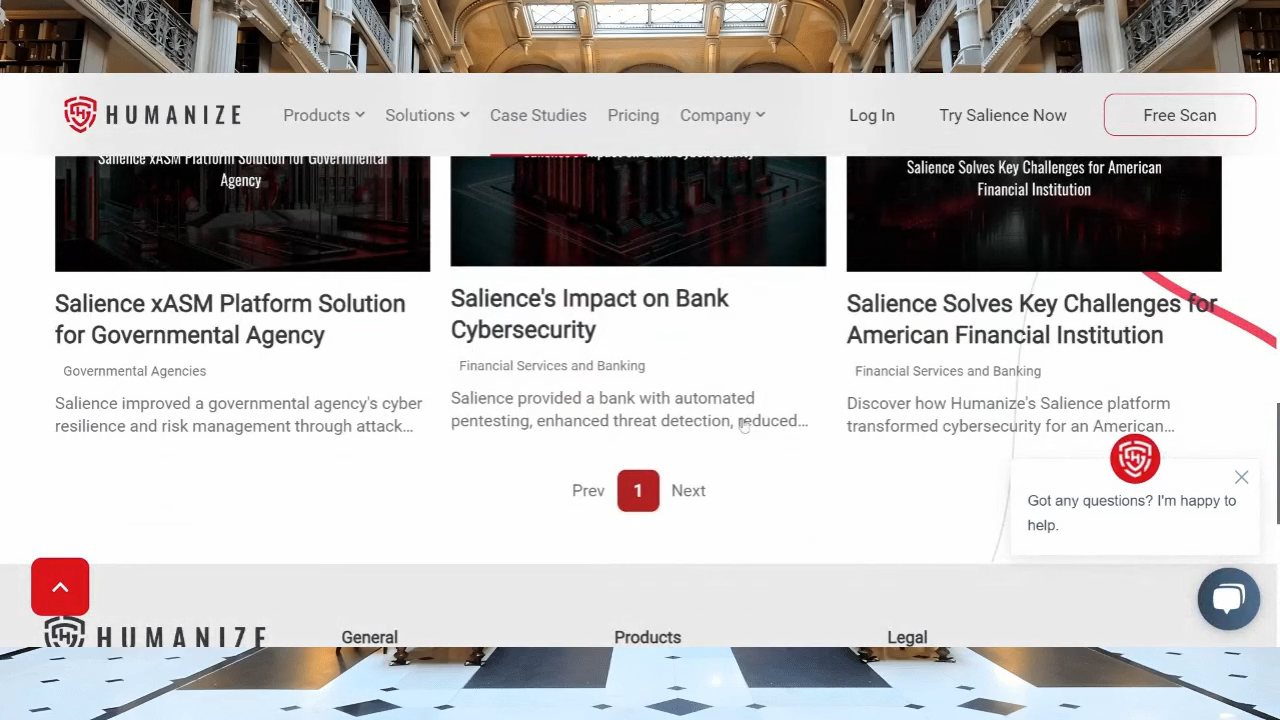 HUMANIZE
Products
Solutions
Case Studies
Pricing
Company
Log In
Try Salience Now
Free Scan
Salience xASM Platform Solution for Governmental
Agency
Salience's Impact on Bank Cybersecurity
Salience Solves Key Challenges for American
Financial Institution
Salience xASM Platform Solution
for Governmental Agency
Governmental Agencies
Salience improved a governmental agency's cyber
resilience and risk management through attack...
Salience's Impact on Bank
Cybersecurity
Financial Services and Banking
Salience provided a bank with automated
pentesting, enhanced threat detection, reduced...
Salience Solves Key Challenges for
American Financial Institution
Financial Services and Banking
Discover how Humanize's Salience platform
transformed cybersecurity for an American...
Prev
1
Next
Got any questions? I'm happy to
help.
HUMANIZE
General
Products
Legal